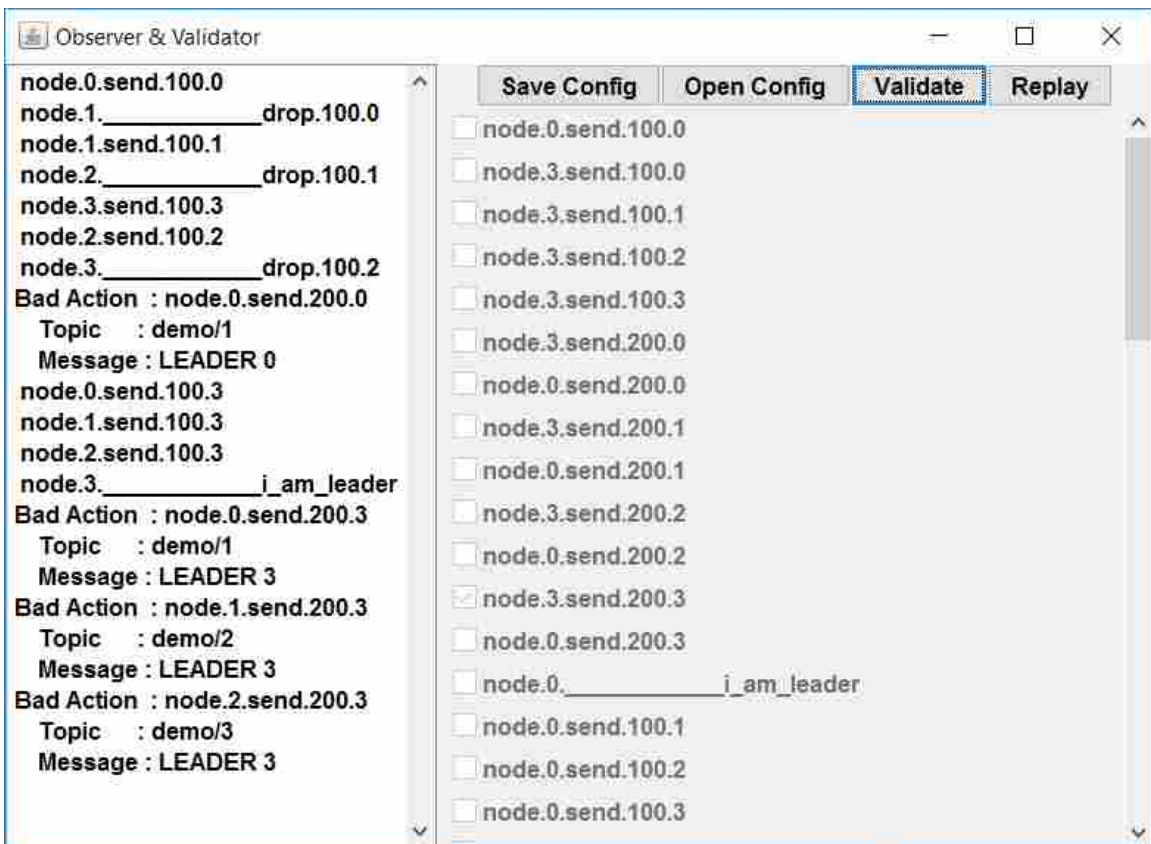 Observer & Validator
node.0.send.100.0
node.1.____________drop.100.0
node.1.send.100.1
node.2.____________drop.100.1
node.3.send.100.3
node.2.send.100.2
node.3.____________drop.100.2
Bad Action : node.0.send.200.0
Topic : demo/1
Message : LEADER 0
node.0.send.100.3
node.1.send.100.3
node.2.send.100.3
node.3.____________i_am_leader
Bad Action : node.0.send.200.3
Topic : demo/1
Message : LEADER 3
Bad Action : node.1.send.200.3
Topic : demo/2
Message : LEADER 3
Bad Action : node.2.send.200.3
Topic : demo/3
Message : LEADER 3
Save Config Open Config Validate Replay
node.0.send.100.0
node.3.send.100.0
node.3.send.100.1
node.3.send.100.2
node.3.send.100.3
node.3.send.200.0
node.0.send.200.0
node.3.send.200.1
node.0.send.200.1
node.3.send.200.2
node.0.send.200.2
node.3.send.200.3
node.0.send.200.3
node.0.____________i_am_leader
node.0.send.100.1
node.0.send.100.2
node.0.send.100.3